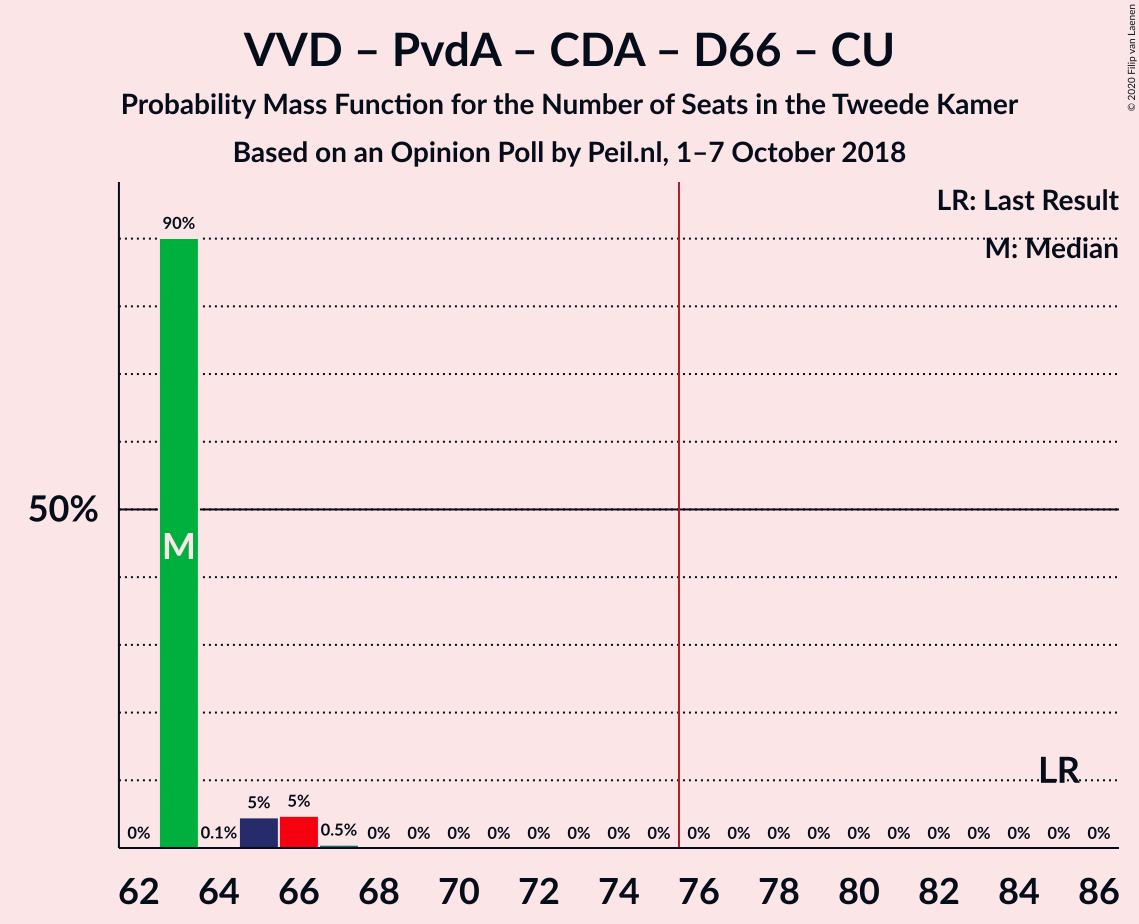 VVD – PvdA – CDA – D66 – CU
Probability Mass Function for the Number of Seats in the Tweede Kamer
Based on an Opinion Poll by Peil.nl, 1–7 October 2018
© 2020 Filip van Laenen
LR: Last Result
M: Median
90%
50%
M
LR
0% 0.1% 5% 5% 0.5% 0% 0% 0% 0% 0% 0% 0% 0% 0% 0% 0% 0% 0% 0% 0% 0% 0% 0% 0%
62 64 66 68 70 72 74 76 78 80 82 84 86